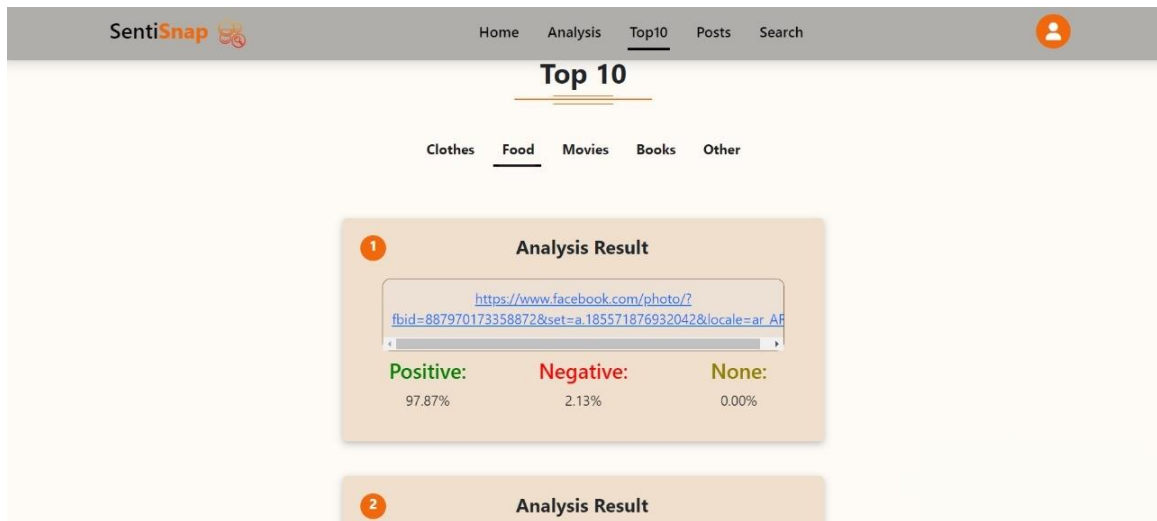 SentiSnap Home Analysis Top10 Posts Search
Top 10
Clothes Food Movies Books Other
1 Analysis Result
https://www.facebook.com/photo/?
fbid=887970173358872&set=a.185571876932042&locale=ar_AR
Positive: Negative: None:
97.87% 2.13% 0.00%
2 Analysis Result